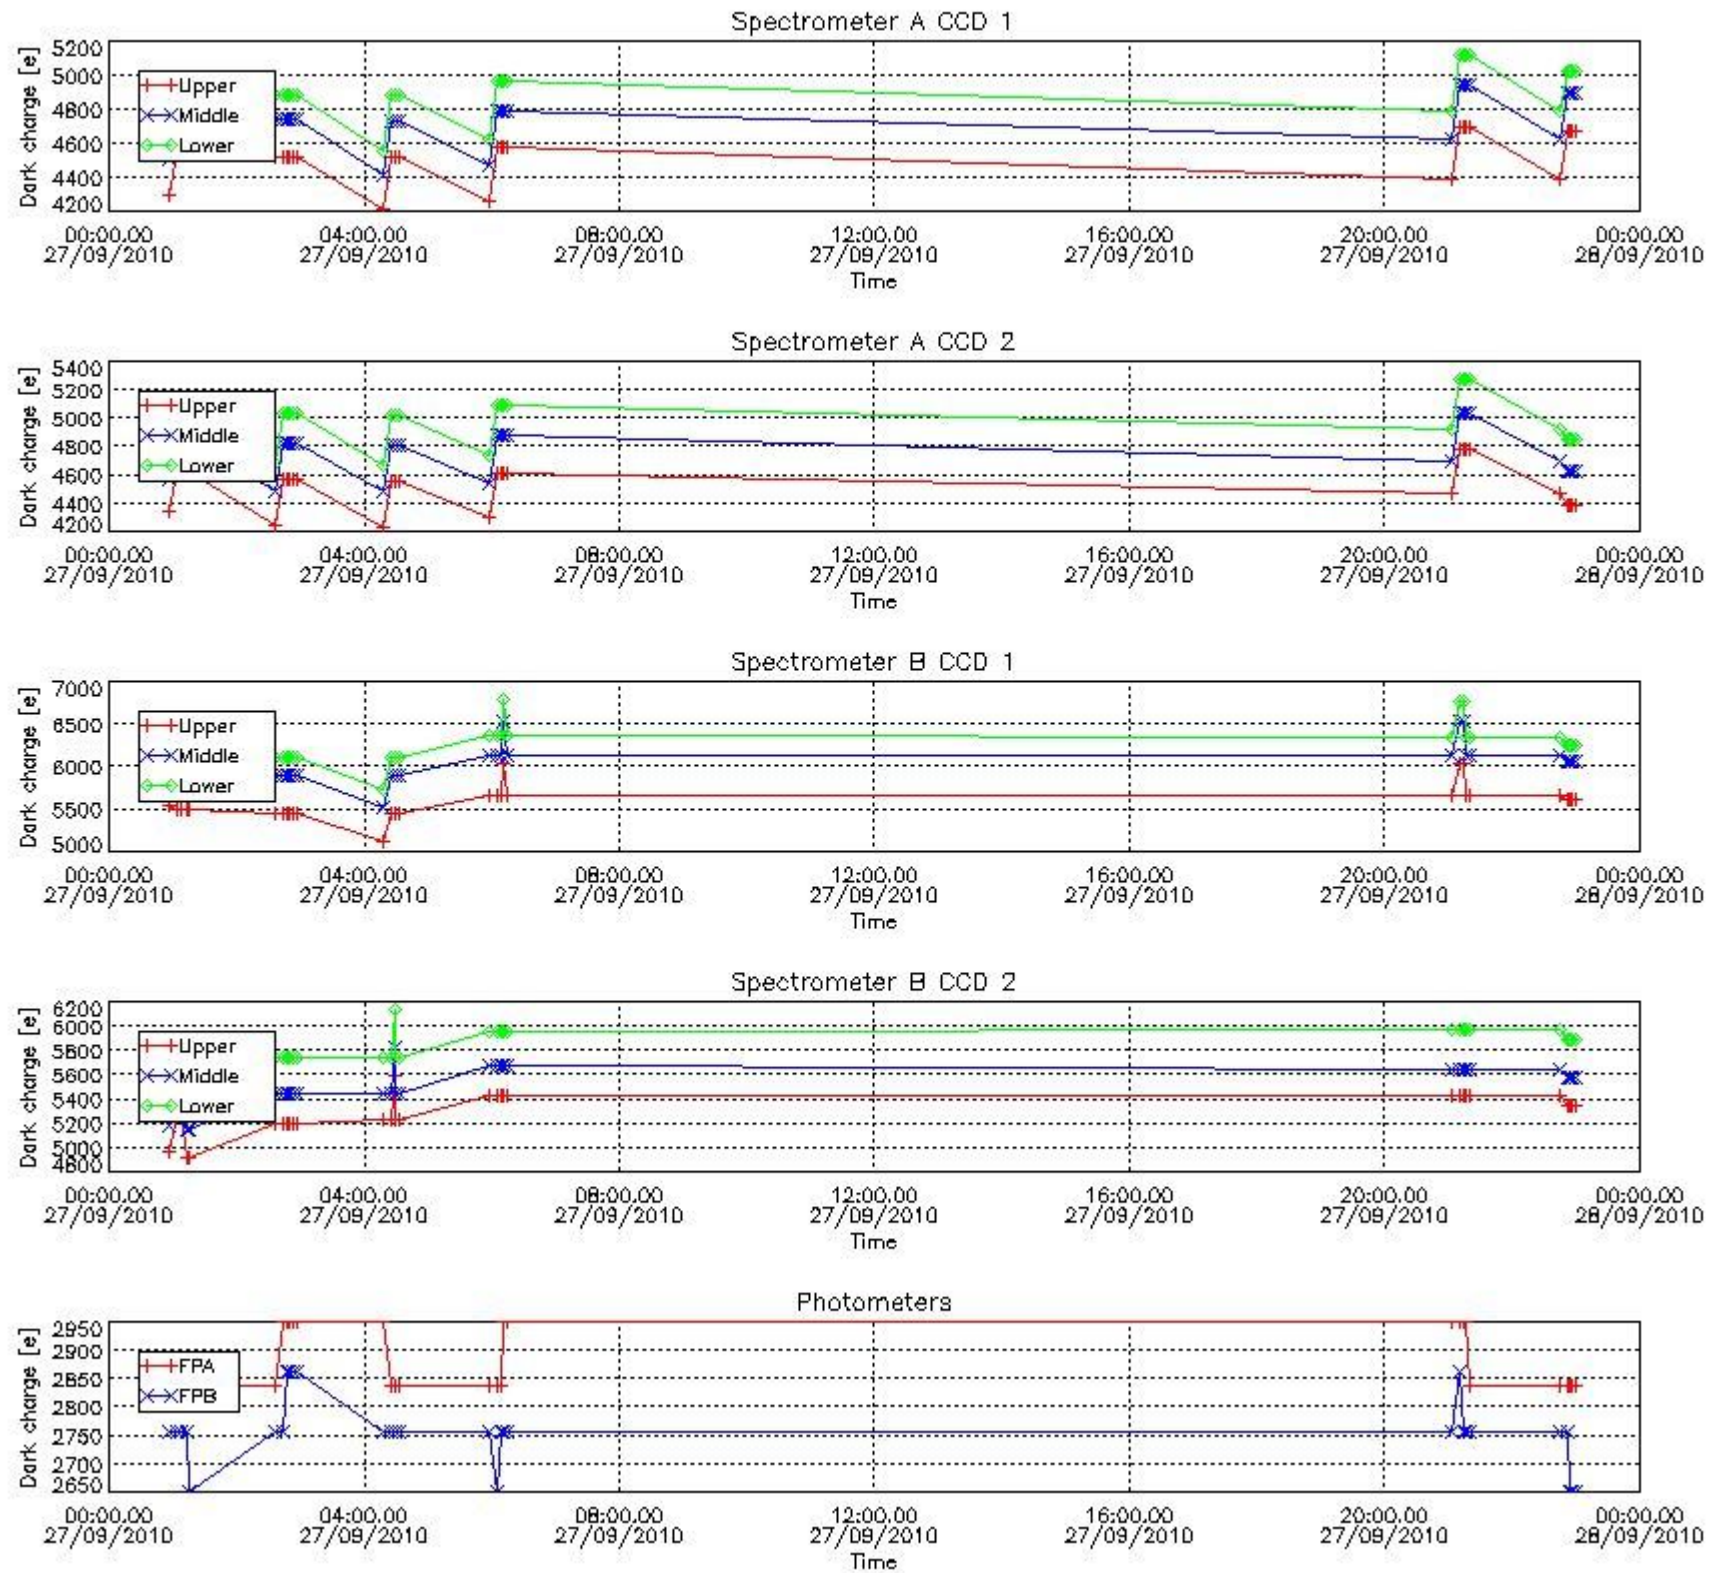 Spectrometer A CCD 1
Dark charge [e]
5200
5000
4800
4600
4400
4200
Upper
Middle
Lower
00:00.00 04:00.00 08:00.00 12:00.00 16:00.00 20:00.00 00:00.00
27/09/2010 27/09/2010 27/09/2010 27/09/2010 27/09/2010 27/09/2010 28/09/2010
Time
Spectrometer A CCD 2
Dark charge [e]
5400
5200
5000
4800
4600
4400
4200
Upper
Middle
Lower
00:00.00 04:00.00 08:00.00 12:00.00 16:00.00 20:00.00 00:00.00
27/09/2010 27/09/2010 27/09/2010 27/09/2010 27/09/2010 27/09/2010 28/09/2010
Time
Spectrometer B CCD 1
Dark charge [e]
7000
6500
6000
5500
5000
Upper
Middle
Lower
00:00.00 04:00.00 08:00.00 12:00.00 16:00.00 20:00.00 00:00.00
27/09/2010 27/09/2010 27/09/2010 27/09/2010 27/09/2010 27/09/2010 28/09/2010
Time
Spectrometer B CCD 2
Dark charge [e]
6200
6000
5800
5600
5400
5200
5000
4800
Upper
Middle
Lower
00:00.00 04:00.00 08:00.00 12:00.00 16:00.00 20:00.00 00:00.00
27/09/2010 27/09/2010 27/09/2010 27/09/2010 27/09/2010 27/09/2010 28/09/2010
Time
Photometers
Dark charge [e]
2950
2900
2850
2800
2750
2700
2650
FPA
FPB
00:00.00 04:00.00 08:00.00 12:00.00 16:00.00 20:00.00 00:00.00
27/09/2010 27/09/2010 27/09/2010 27/09/2010 27/09/2010 27/09/2010 28/09/2010
Time